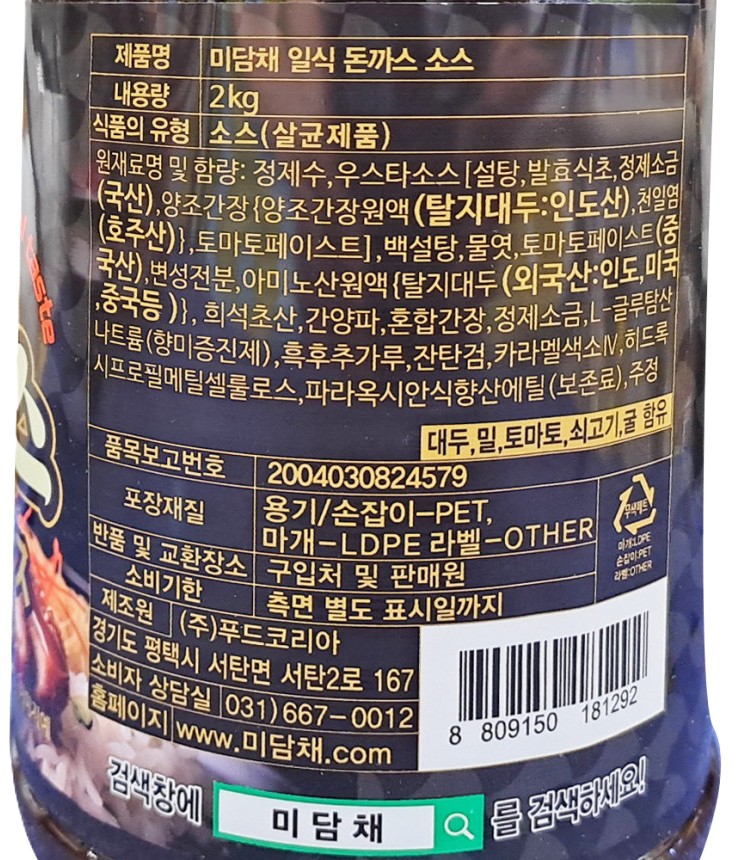 제품명 미담채 일식 돈까스 소스
내용량 2kg
식품의 유형 소스(살균제품)
원재료명 및 함량: 정제수,우스타소스[설탕,발효식초,정제소금
(국산),양조간장{양조간장원액(탈지대두:인도산),천일염
(호주산)},토마토페이스트],백설탕,물엿,토마토페이스트(중
국산),변성전분,아미노산원액{탈지대두(외국산:인도,미국
,중국등)}, 희석초산,간양파,혼합간장,정제소금,L-글루탐산
나트륨(향미증진제),흑후추가루,잔탄검,카라멜색소Ⅳ,히드록
시프로필메틸셀룰로스,파라옥시안식향산에틸(보존료),주정
대두,밀,토마토,쇠고기,굴 함유
품목보고번호 2004030824579
포장재질 용기/손잡이-PET,
마개-LDPE 라벨-OTHER
무색페트
마개:LDPE
손잡이:PET
라벨:OTHER
반품 및 교환장소 구입처 및 판매원
소비기한 측면 별도 표시일까지
제조원 (주)푸드코리아
경기도 평택시 서탄면 서탄2로 167
소비자 상담실 031)667-0012
홈페이지 www.미담채.com
8 809150 181292
검색창에 미담채 를 검색하세요!
taste